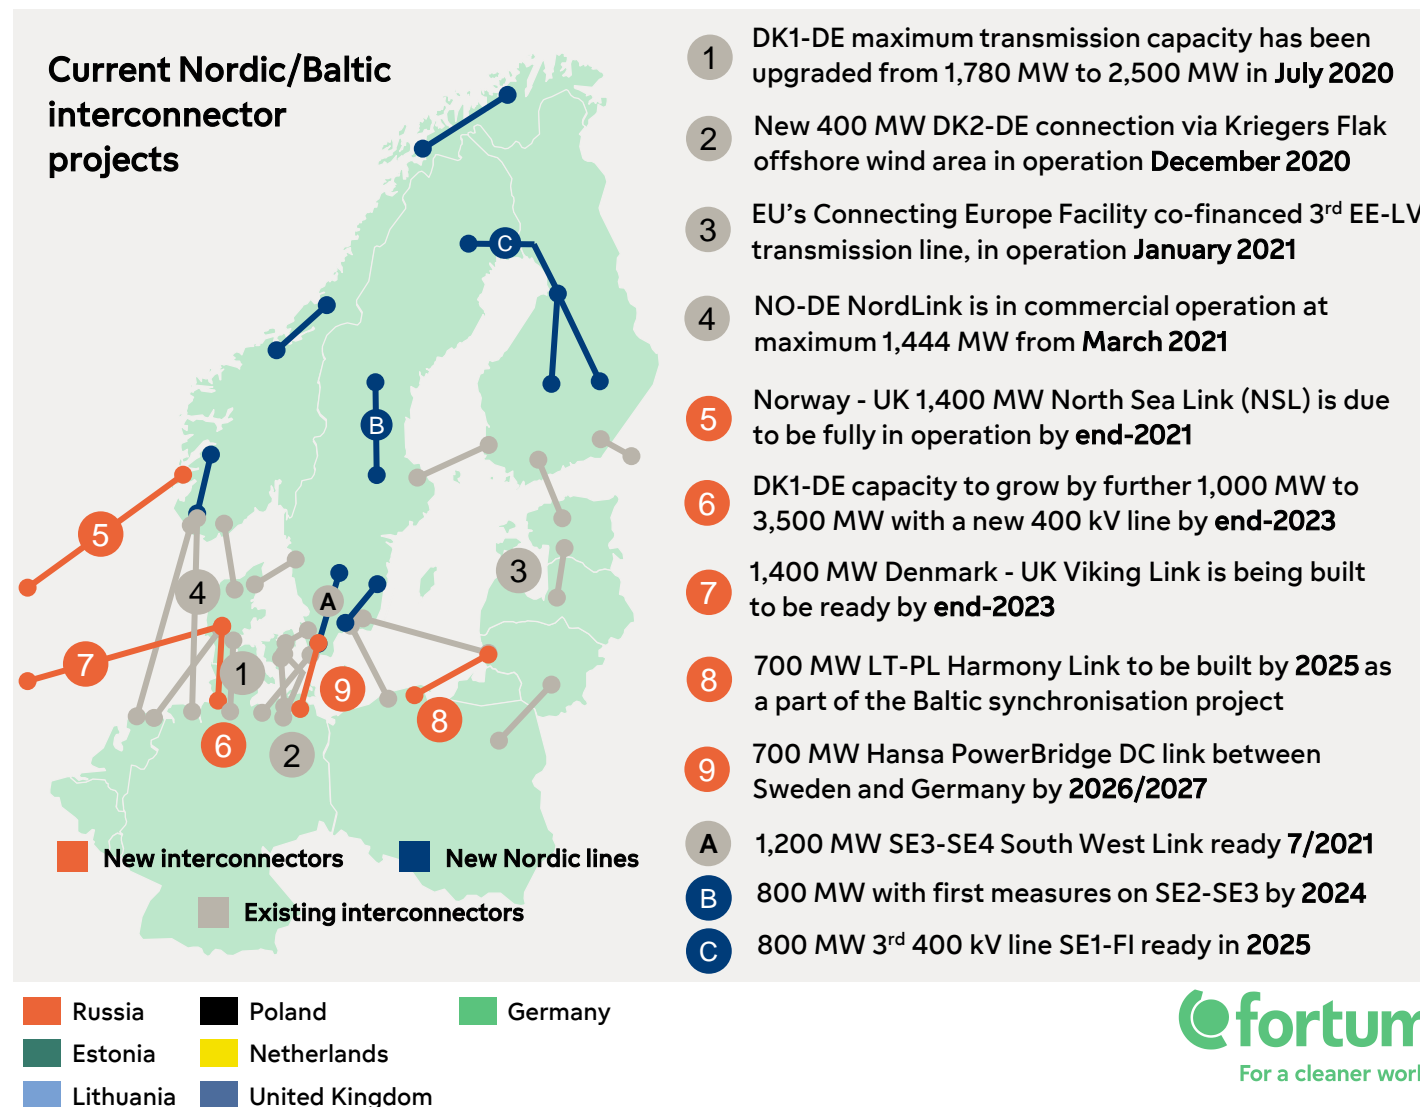 Current Nordic/Baltic
interconnector
projects
C
B
5
4
3
A
7
1
9
8
6
2
New interconnectors
New Nordic lines
Existing interconnectors
1
DK1-DE maximum transmission capacity has been
upgraded from 1,780 MW to 2,500 MW in July 2020
2
New 400 MW DK2-DE connection via Kriegers Flak
offshore wind area in operation December 2020
3
EU's Connecting Europe Facility co-financed 3rd EE-LV
transmission line, in operation January 2021
4
NO-DE NordLink is in commercial operation at
maximum 1,444 MW from March 2021
5
Norway - UK 1,400 MW North Sea Link (NSL) is due
to be fully in operation by end-2021
6
DK1-DE capacity to grow by further 1,000 MW to
3,500 MW with a new 400 kV line by end-2023
7
1,400 MW Denmark - UK Viking Link is being built
to be ready by end-2023
8
700 MW LT-PL Harmony Link to be built by 2025 as
a part of the Baltic synchronisation project
9
700 MW Hansa PowerBridge DC link between
Sweden and Germany by 2026/2027
A
1,200 MW SE3-SE4 South West Link ready 7/2021
B
800 MW with first measures on SE2-SE3 by 2024
C
800 MW 3rd 400 kV line SE1-FI ready in 2025
Russia
Poland
Germany
Estonia
Netherlands
Lithuania
United Kingdom
fortum
For a cleaner worl